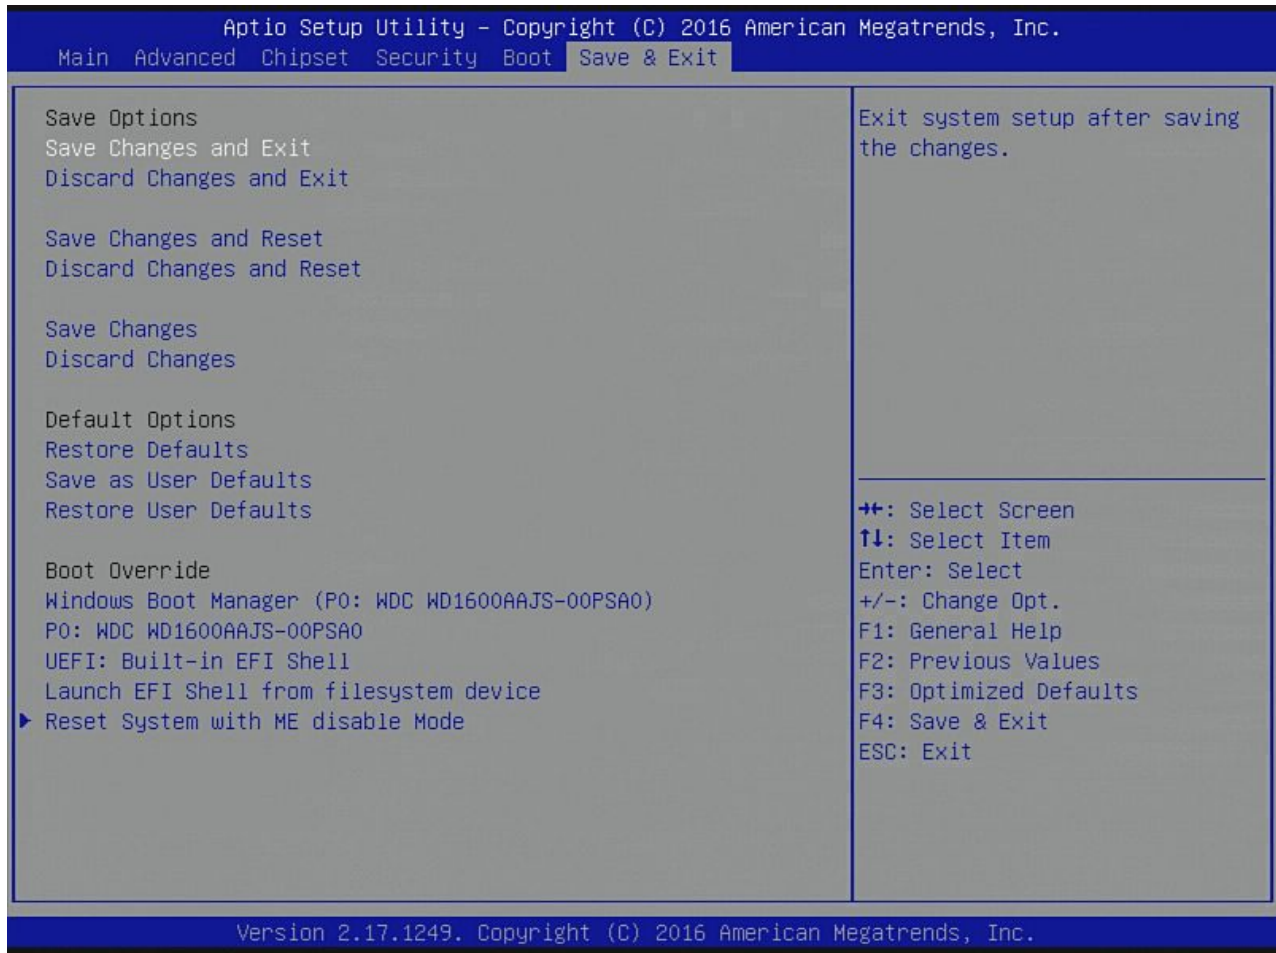 Aptio Setup Utility – Copyright (C) 2016 American Megatrends, Inc.
Main Advanced Chipset Security Boot Save & Exit
Save Options
Save Changes and Exit
Discard Changes and Exit
Save Changes and Reset
Discard Changes and Reset
Save Changes
Discard Changes
Default Options
Restore Defaults
Save as User Defaults
Restore User Defaults
Boot Override
Windows Boot Manager (P0: WDC WD1600AAJS-00PSA0)
P0: WDC WD1600AAJS-00PSA0
UEFI: Built-in EFI Shell
Launch EFI Shell from filesystem device
▶ Reset System with ME disable Mode
Exit system setup after saving
the changes.
→←: Select Screen
↑↓: Select Item
Enter: Select
+/-: Change Opt.
F1: General Help
F2: Previous Values
F3: Optimized Defaults
F4: Save & Exit
ESC: Exit
Version 2.17.1249. Copyright (C) 2016 American Megatrends, Inc.